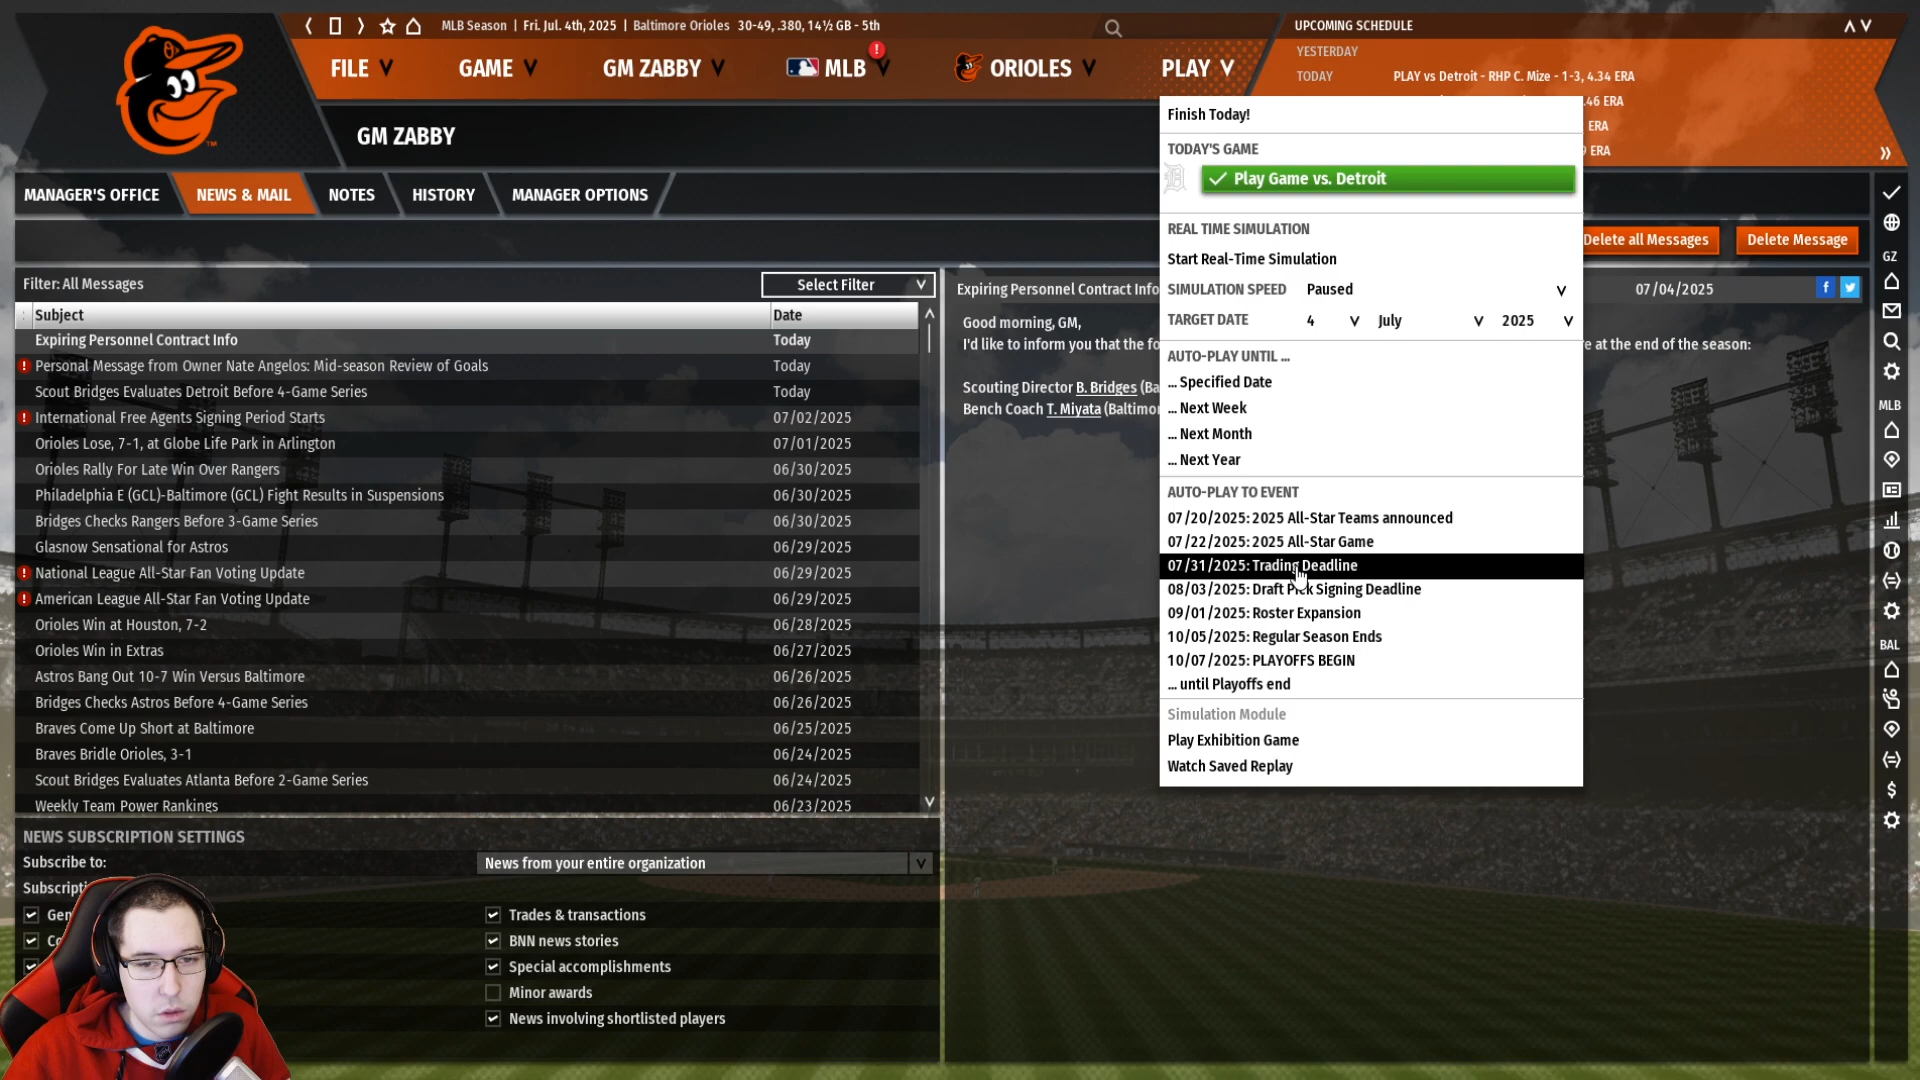 MLB Season | Fri. Jul. 4th, 2025 | Baltimore Orioles 30-49, .380, 14½ GB - 5th
UPCOMING SCHEDULE
YESTERDAY
TODAY PLAY vs Detroit - RHP C. Mize - 1-3, 4.34 ERA
.46 ERA
ERA
ERA
FILE
GAME
GM ZABBY
MLB
ORIOLES
PLAY
GM ZABBY
MANAGER'S OFFICE
NEWS & MAIL
NOTES
HISTORY
MANAGER OPTIONS
Delete all Messages
Delete Message
Filter: All Messages
Select Filter
Subject Date
Expiring Personnel Contract Info Today
Personal Message from Owner Nate Angelos: Mid-season Review of Goals Today
Scout Bridges Evaluates Detroit Before 4-Game Series Today
International Free Agents Signing Period Starts 07/02/2025
Orioles Lose, 7-1, at Globe Life Park in Arlington 07/01/2025
Orioles Rally For Late Win Over Rangers 06/30/2025
Philadelphia E (GCL)-Baltimore (GCL) Fight Results in Suspensions 06/30/2025
Bridges Checks Rangers Before 3-Game Series 06/30/2025
Glasnow Sensational for Astros 06/29/2025
National League All-Star Fan Voting Update 06/29/2025
American League All-Star Fan Voting Update 06/29/2025
Orioles Win at Houston, 7-2 06/28/2025
Orioles Win in Extras 06/27/2025
Astros Bang Out 10-7 Win Versus Baltimore 06/26/2025
Bridges Checks Astros Before 4-Game Series 06/26/2025
Braves Come Up Short at Baltimore 06/25/2025
Braves Bridle Orioles, 3-1 06/24/2025
Scout Bridges Evaluates Atlanta Before 2-Game Series 06/24/2025
Weekly Team Power Rankings 06/23/2025
NEWS SUBSCRIPTION SETTINGS
Subscribe to: News from your entire organization
Subscripti
Gen
Co
Trades & transactions
BNN news stories
Special accomplishments
Minor awards
News involving shortlisted players
Expiring Personnel Contract Info 07/04/2025
Good morning, GM,
I'd like to inform you that the fo e at the end of the season:
Scouting Director B. Bridges (Ba
Bench Coach T. Miyata (Baltimor
Finish Today!
TODAY'S GAME
Play Game vs. Detroit
REAL TIME SIMULATION
Start Real-Time Simulation
SIMULATION SPEED Paused
TARGET DATE 4 July 2025
AUTO-PLAY UNTIL ...
... Specified Date
... Next Week
... Next Month
... Next Year
AUTO-PLAY TO EVENT
07/20/2025: 2025 All-Star Teams announced
07/22/2025: 2025 All-Star Game
07/31/2025: Trading Deadline
08/03/2025: Draft Pick Signing Deadline
09/01/2025: Roster Expansion
10/05/2025: Regular Season Ends
10/07/2025: PLAYOFFS BEGIN
... until Playoffs end
Simulation Module
Play Exhibition Game
Watch Saved Replay
GZ
MLB
BAL